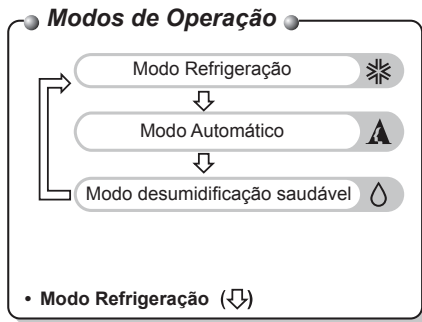 Modos de Operação
Modo Refrigeração
Modo Automático
Modo desumidificação saudável
• Modo Refrigeração (⇩)